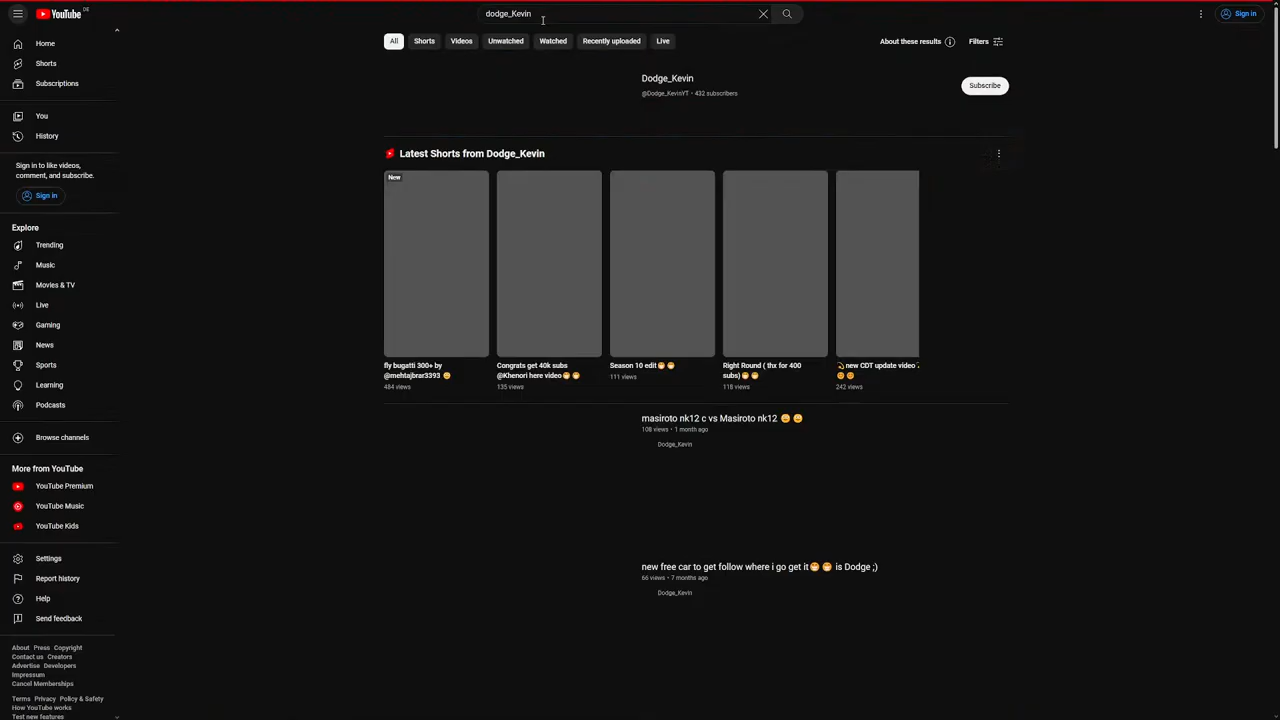 YouTube DE
dodge_Kevin
Sign in
Home
Shorts
Subscriptions
You
History
Sign in to like videos,
comment, and subscribe.
Sign in
Explore
Trending
Music
Movies & TV
Live
Gaming
News
Sports
Learning
Podcasts
Browse channels
More from YouTube
YouTube Premium
YouTube Music
YouTube Kids
Settings
Report history
Help
Send feedback
About Press Copyright
Contact us Creators
Advertise Developers
Impressum
Cancel Memberships
Terms Privacy Policy & Safety
How YouTube works
Test new features
All Shorts Videos Unwatched Watched Recently uploaded Live
About these results Filters
Dodge_Kevin
@Dodge_KevinYT • 432 subscribers
Subscribe
Latest Shorts from Dodge_Kevin
New
fly bugatti 300+ by
@mehtajbrar3393 😄
484 views
Congrats get 40k subs
@Khenori here video😁😁
135 views
Season 10 edit😁😁
111 views
Right Round ( thx for 400
subs)😁😁
118 views
new CDT update video
242 views
masiroto nk12 c vs Masiroto nk12 😄😄
108 views • 1 month ago
Dodge_Kevin
new free car to get follow where i go get it😁😁 is Dodge ;)
66 views • 7 months ago
Dodge_Kevin